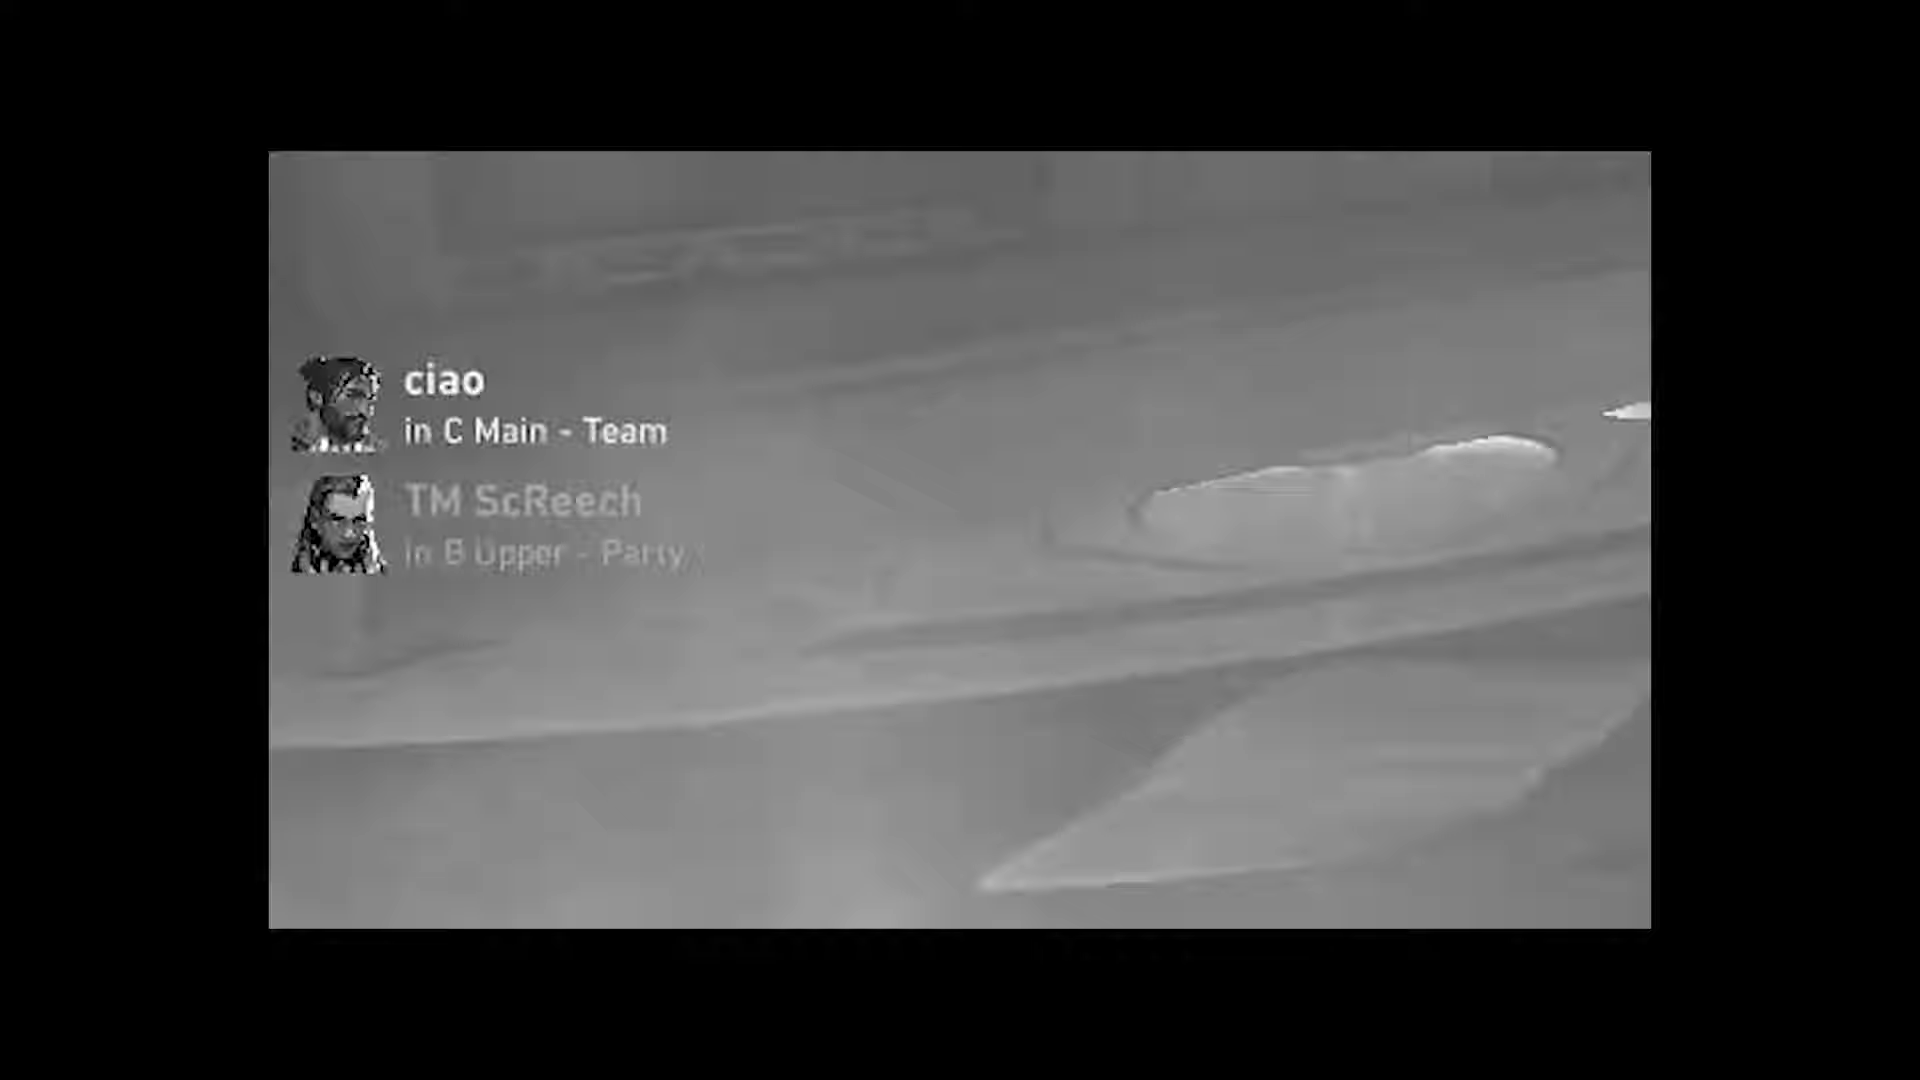 ciao
in C Main - Team
TM ScReech
in B Upper - Party